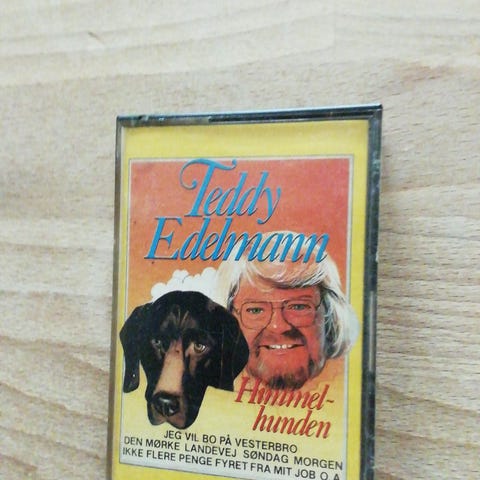 Teddy
Edelmann
Himmel-
hunden
JEG VIL BO PÅ VESTERBRO
DEN MØRKE LANDEVEJ SØNDAG MORGEN
IKKE FLERE PENGE FYRET FRA MIT JOB O. A.